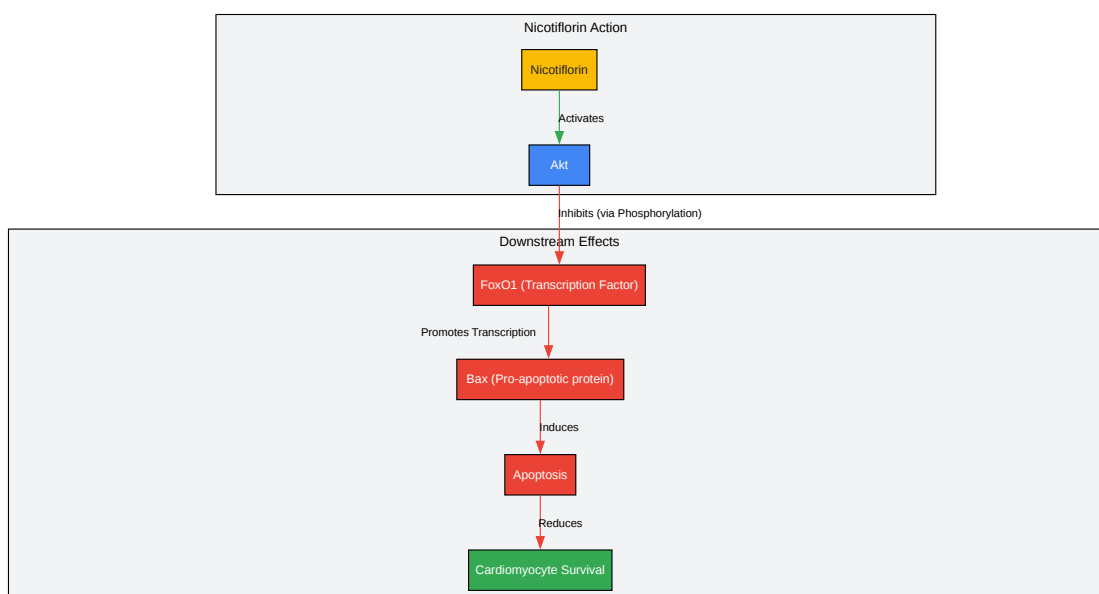 Nicotiflorin Action
Nicotiflorin
Activates
Akt
Inhibits (via Phosphorylation)
Downstream Effects
FoxO1 (Transcription Factor)
Promotes Transcription
Bax (Pro-apoptotic protein)
Induces
Apoptosis
Reduces
Cardiomyocyte Survival